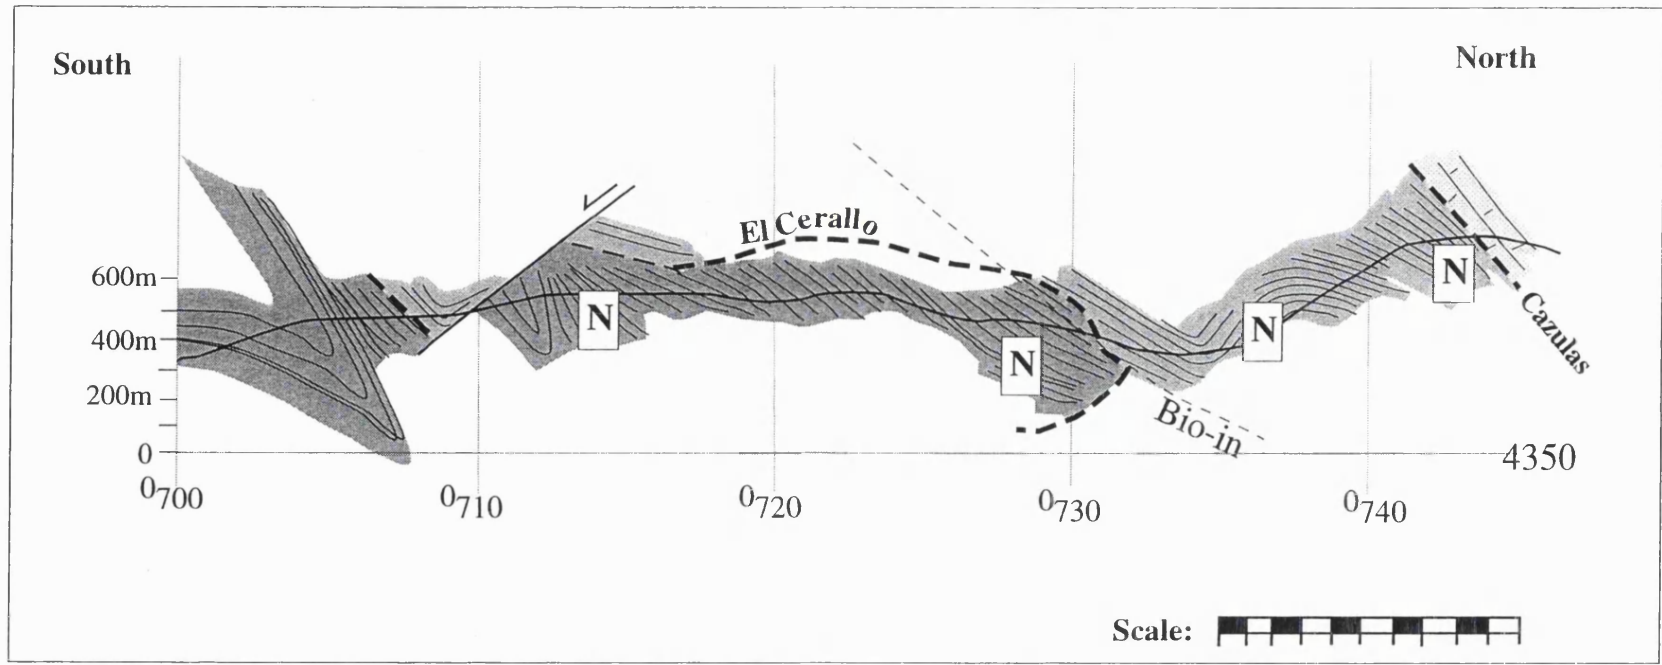 South
North
El Cerallo
600m
400m
200m
0
N
N
N
N
Cazulas
Bio-in
4350
0700
0710
0720
0730
0740
Scale: